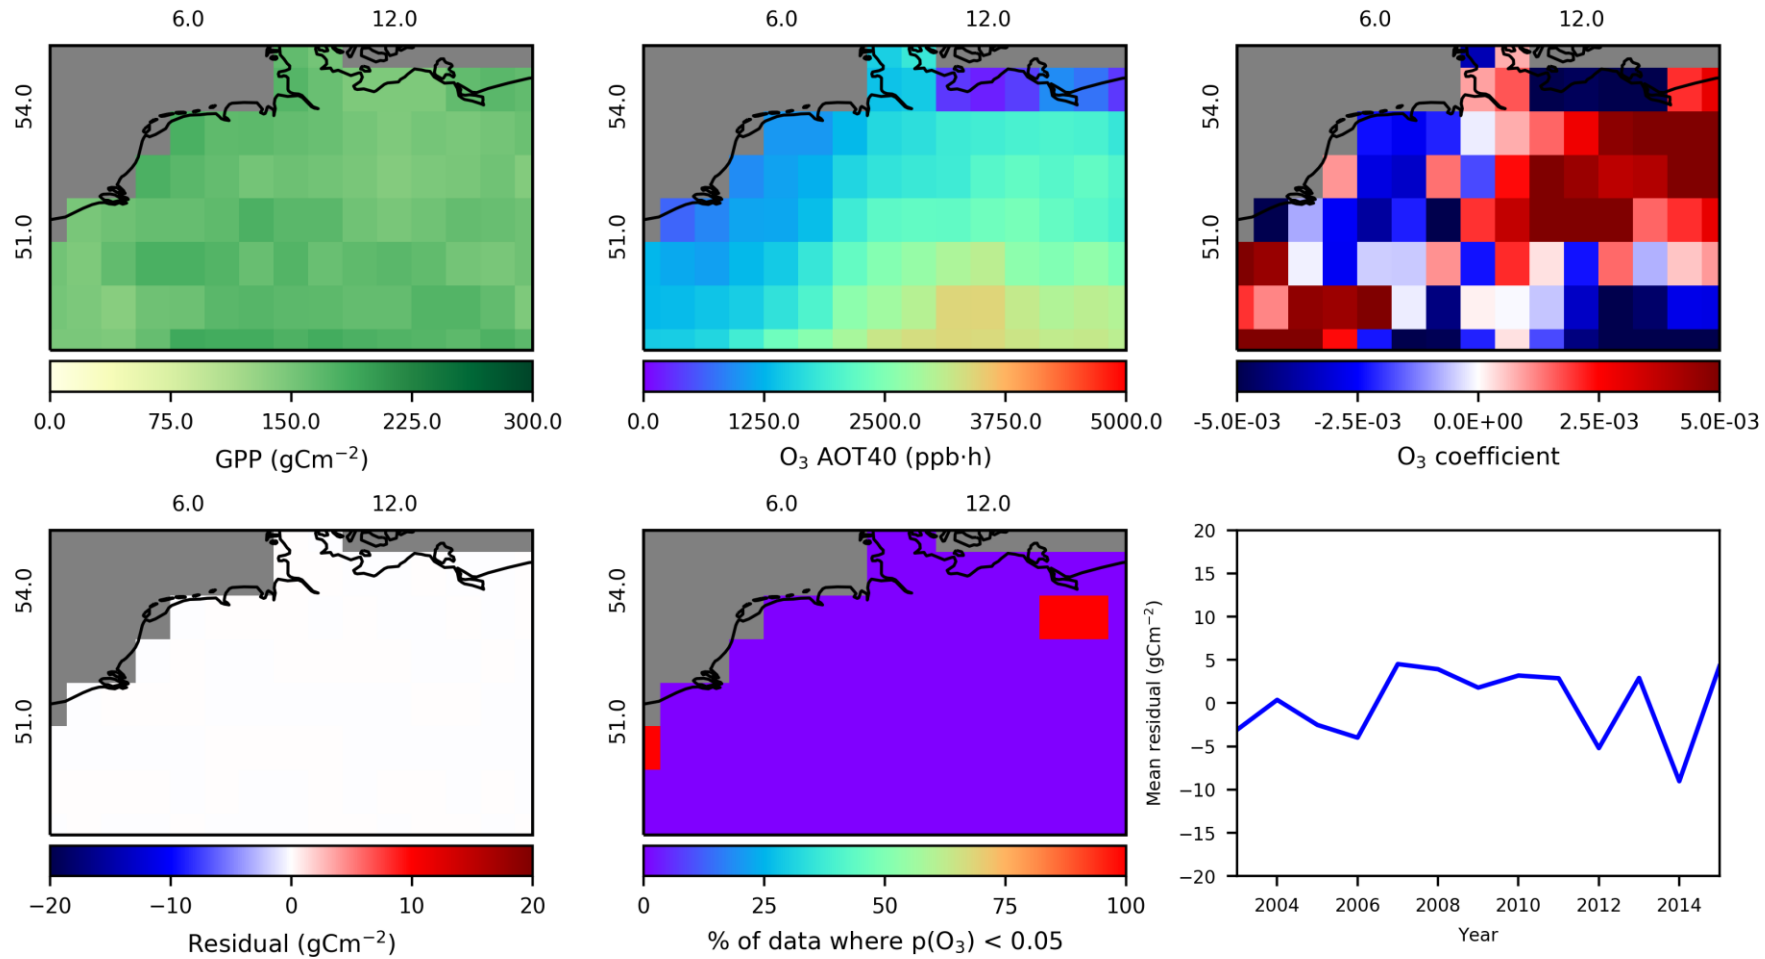 6.0 12.0
6.0 12.0
6.0 12.0
54.0
51.0
54.0
51.0
54.0
51.0
0.0 75.0 150.0 225.0 300.0
GPP (gCm⁻²)
0.0 1250.0 2500.0 3750.0 5000.0
O₃ AOT40 (ppb·h)
-5.0E-03 -2.5E-03 0.0E+00 2.5E-03 5.0E-03
O₃ coefficient
6.0 12.0
6.0 12.0
54.0
51.0
54.0
51.0
−20 −10 0 10 20
Residual (gCm⁻²)
0 25 50 75 100
% of data where p(O₃) < 0.05
Mean residual (gCm⁻²)
20
15
10
5
0
−5
−10
−15
−20
2004 2006 2008 2010 2012 2014
Year